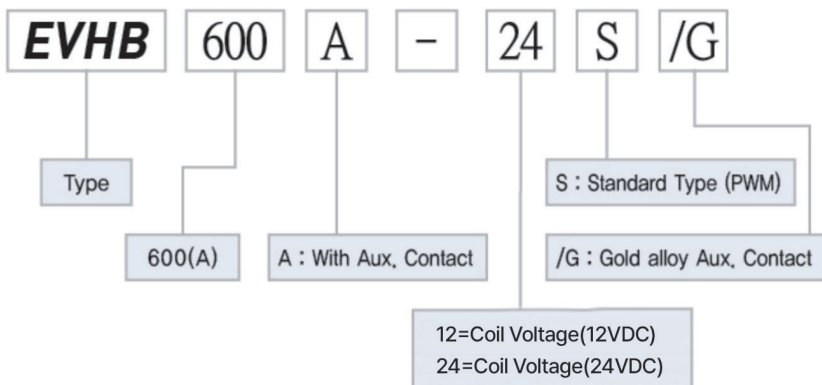 EVHB 600 A - 24 S /G
Type
S : Standard Type (PWM)
600(A)
A : With Aux, Contact
/G : Gold alloy Aux, Contact
12=Coil Voltage(12VDC)
24=Coil Voltage(24VDC)